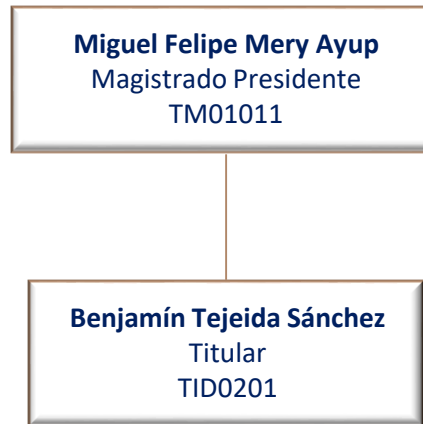 Miguel Felipe Mery Ayup
Magistrado Presidente
TM01011
Benjamín Tejeida Sánchez
Titular
TID0201